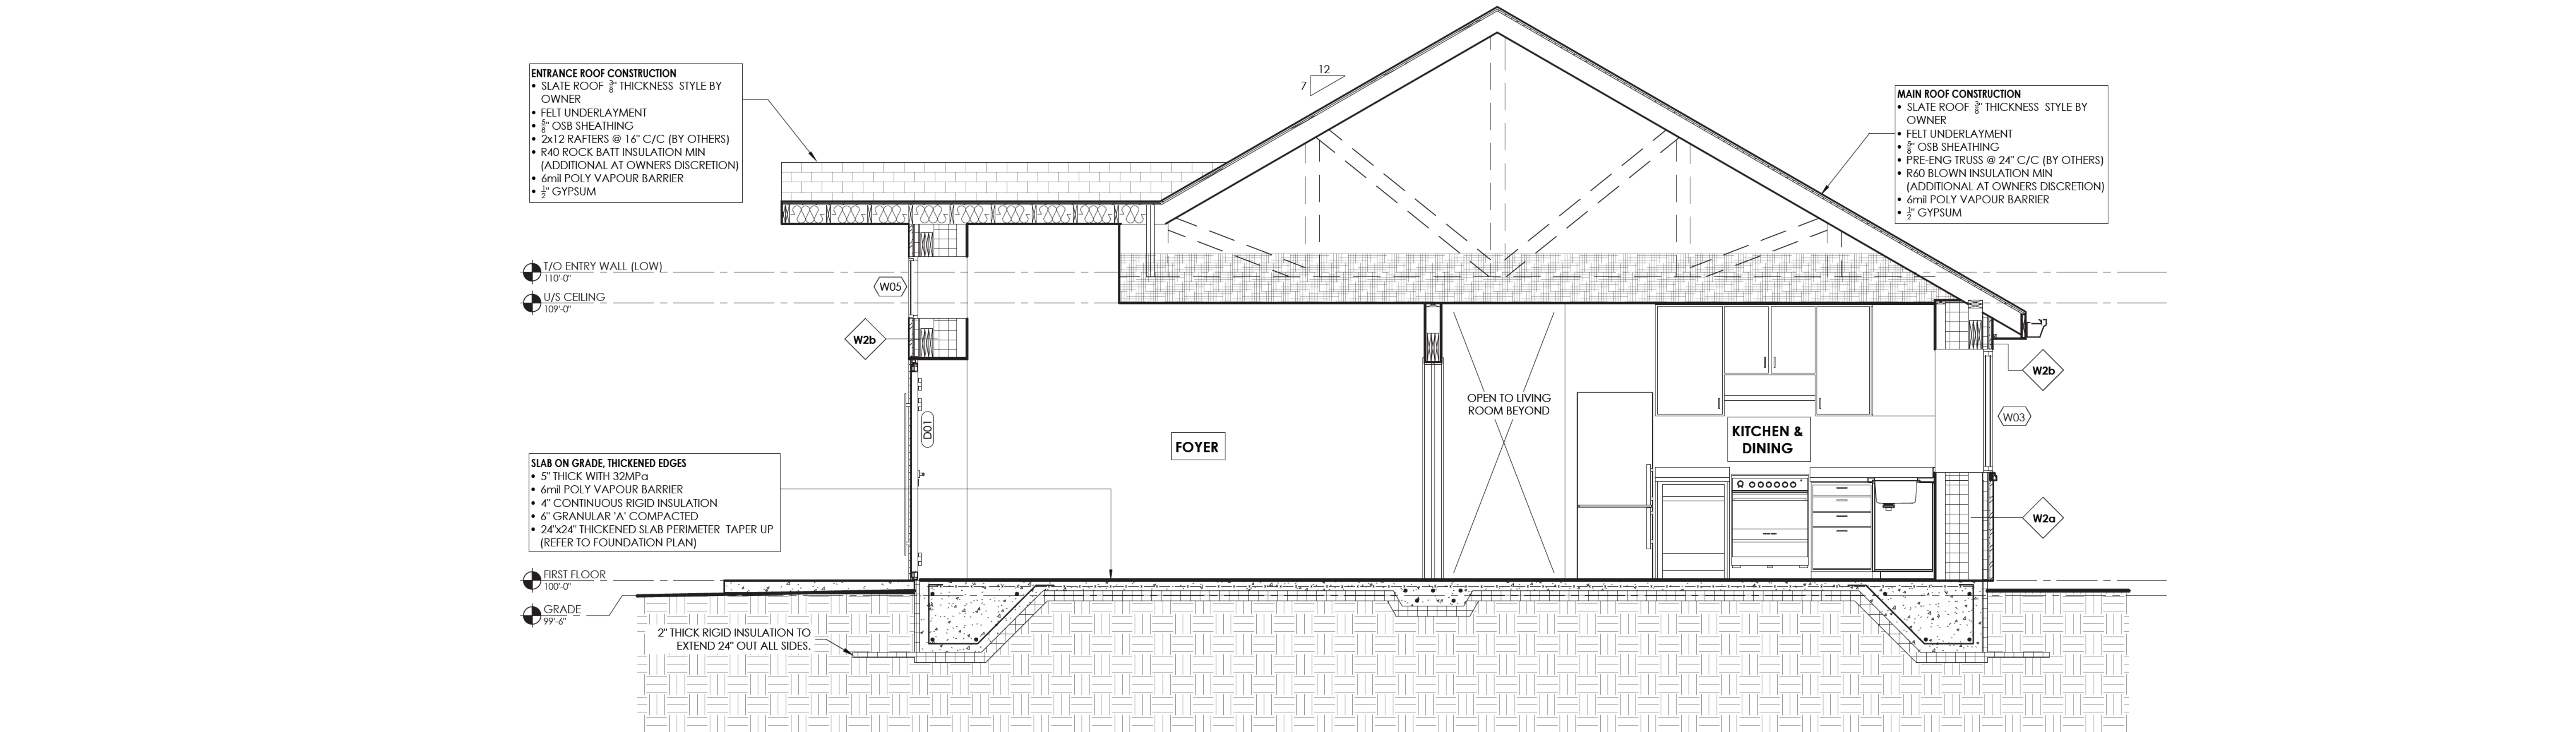 ENTRANCE ROOF CONSTRUCTION
• SLATE ROOF 3/8" THICKNESS STYLE BY
OWNER
• FELT UNDERLAYMENT
• 5/8" OSB SHEATHING
• 2x12 RAFTERS @ 16" C/C (BY OTHERS)
• R40 ROCK BATT INSULATION MIN
(ADDITIONAL AT OWNERS DISCRETION)
• 6mil POLY VAPOUR BARRIER
• 1/2" GYPSUM
12
7
MAIN ROOF CONSTRUCTION
• SLATE ROOF 3/8" THICKNESS STYLE BY
OWNER
• FELT UNDERLAYMENT
• 5/8" OSB SHEATHING
• PRE-ENG TRUSS @ 24" C/C (BY OTHERS)
• R60 BLOWN INSULATION MIN
(ADDITIONAL AT OWNERS DISCRETION)
• 6mil POLY VAPOUR BARRIER
• 1/2" GYPSUM
T/O ENTRY WALL (LOW)
110'-0"
U/S CEILING
109'-0"
W05
W2b
W2b
OPEN TO LIVING
ROOM BEYOND
W03
D01
FOYER
KITCHEN &
DINING
SLAB ON GRADE, THICKENED EDGES
• 5" THICK WITH 32MPa
• 6mil POLY VAPOUR BARRIER
• 4" CONTINUOUS RIGID INSULATION
• 6" GRANULAR 'A' COMPACTED
• 24"x24" THICKENED SLAB PERIMETER TAPER UP
(REFER TO FOUNDATION PLAN)
W2a
FIRST FLOOR
100'-0"
GRADE
99'-6"
2" THICK RIGID INSULATION TO
EXTEND 24" OUT ALL SIDES.